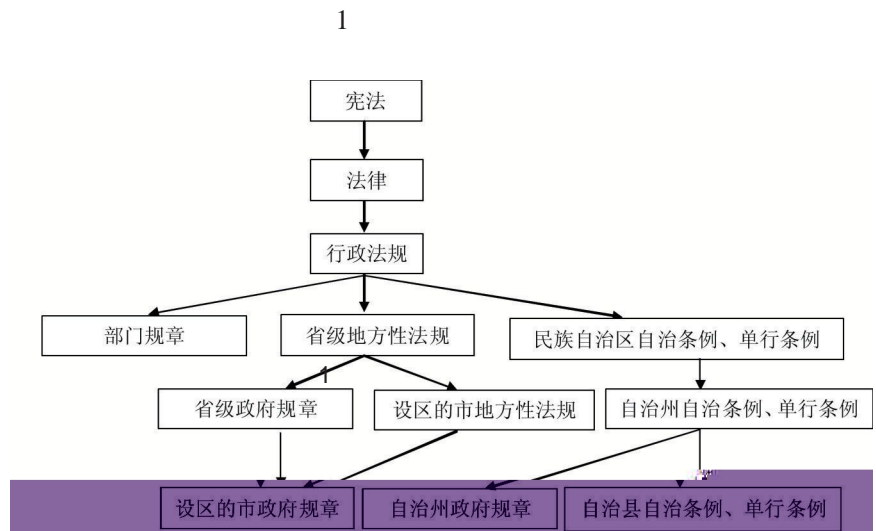 1
宪法
法律
行政法规
部门规章
省级地方性法规
民族自治区自治条例、单行条例
1
省级政府规章
设区的市地方性法规
自治州自治条例、单行条例
设区的市政府规章
自治州政府规章
自治县自治条例、单行条例